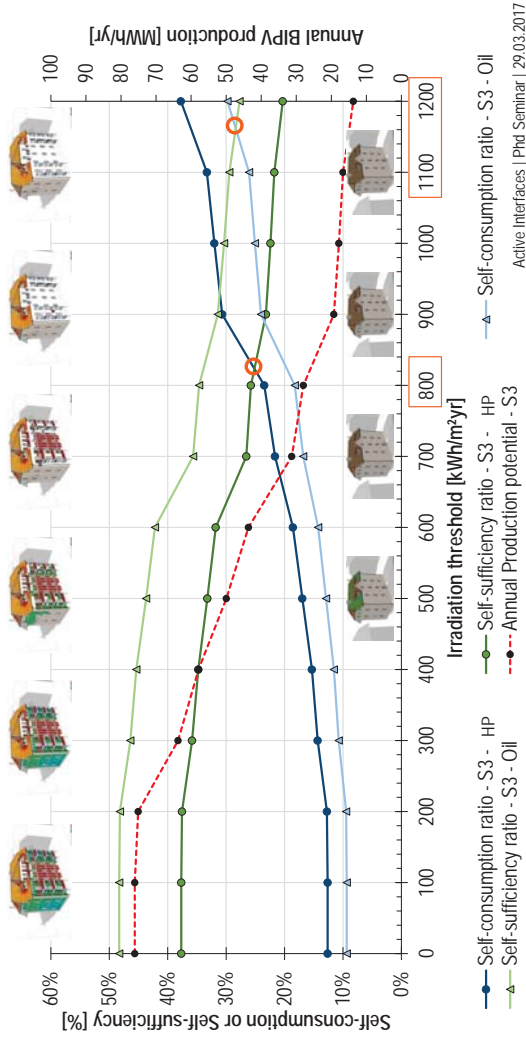 60%
50%
40%
30%
20%
10%
0%
Self-consumption or Self-sufficiency [%]
100
90
80
70
60
50
40
30
20
10
0
Annual BIPV production [MWh/yr]
0 100 200 300 400 500 600 700 800 900 1000 1100 1200
Irradiation threshold [kWh/m²yr]
Self-consumption ratio - S3 - HP
Self-sufficiency ratio - S3 - HP
Self-consumption ratio - S3 - Oil
Self-sufficiency ratio - S3 - Oil
Annual Production potential - S3
Active Interfaces | Phd Seminar | 29.03.2017